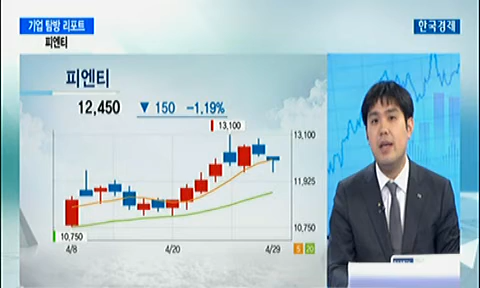 기업 탐방 리포트
피엔티
한국경제
피엔티
12,450 ▼ 150 -1.19%
13,100
13,100
11,925
10,750
10,750
4/8 4/20 4/29
5 20